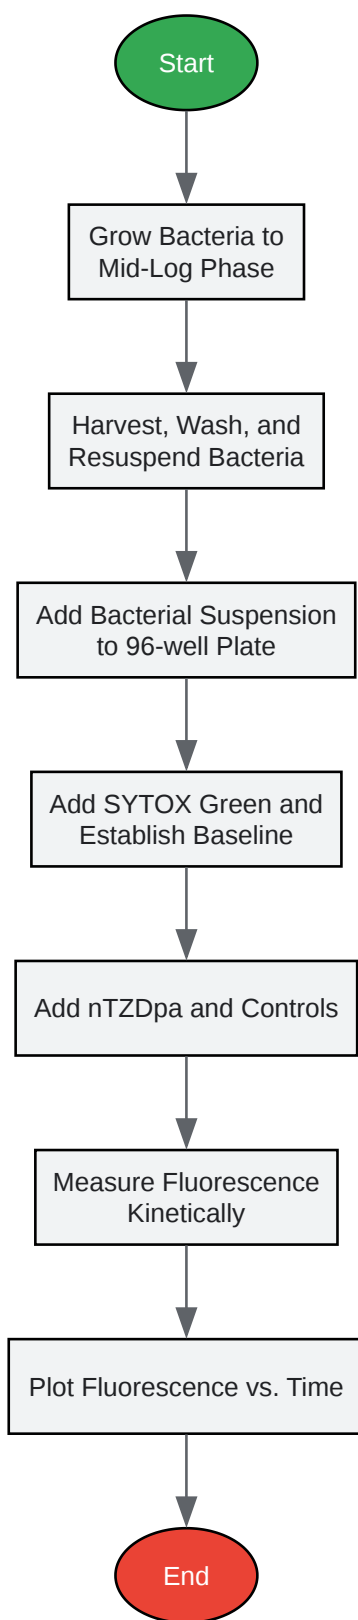 Start
Grow Bacteria to
Mid-Log Phase
Harvest, Wash, and
Resuspend Bacteria
Add Bacterial Suspension
to 96-well Plate
Add SYTOX Green and
Establish Baseline
Add nTZDpa and Controls
Measure Fluorescence
Kinetically
Plot Fluorescence vs. Time
End